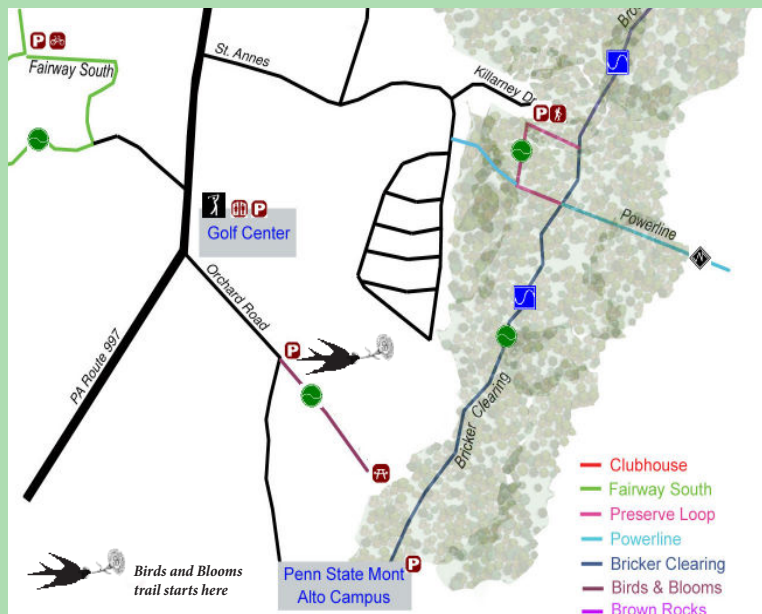 Bro
P
Fairway South
St. Annes
Killarney Dr
P
P
Golf Center
Powerline
Orchard Road
PA Route 997
P
Bricker Clearing
Clubhouse
Fairway South
Preserve Loop
Powerline
Bricker Clearing
Birds & Blooms
Brown Rocks
Birds and Blooms
trail starts here
Penn State Mont
Alto Campus
P